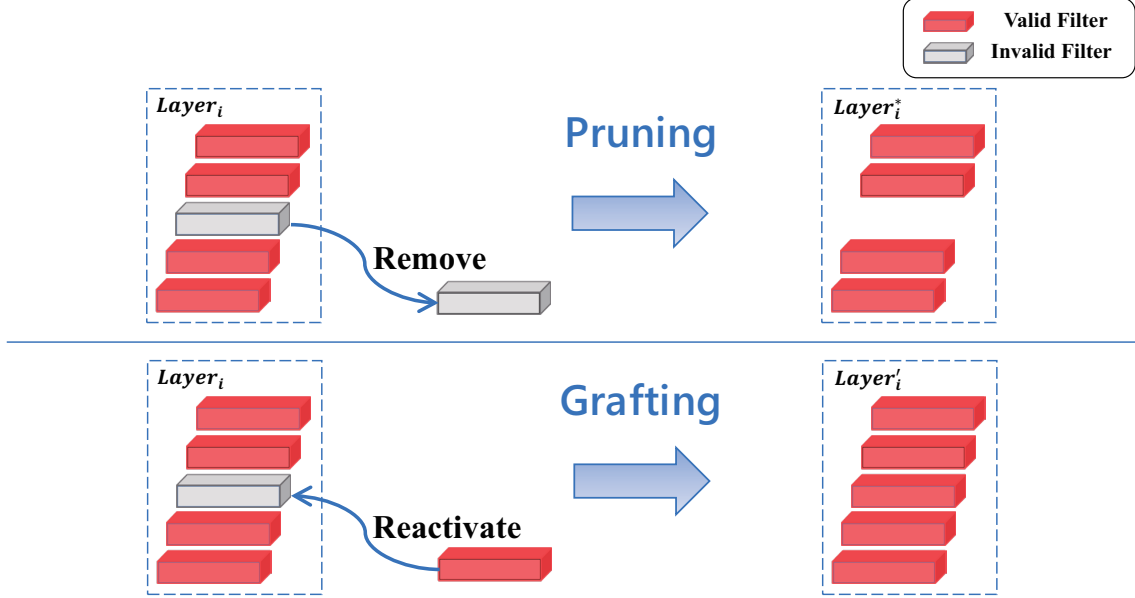 Valid Filter
Invalid Filter
Layer_i
Pruning
Layer_i^*
Remove
Layer_i
Grafting
Layer_i'
Reactivate